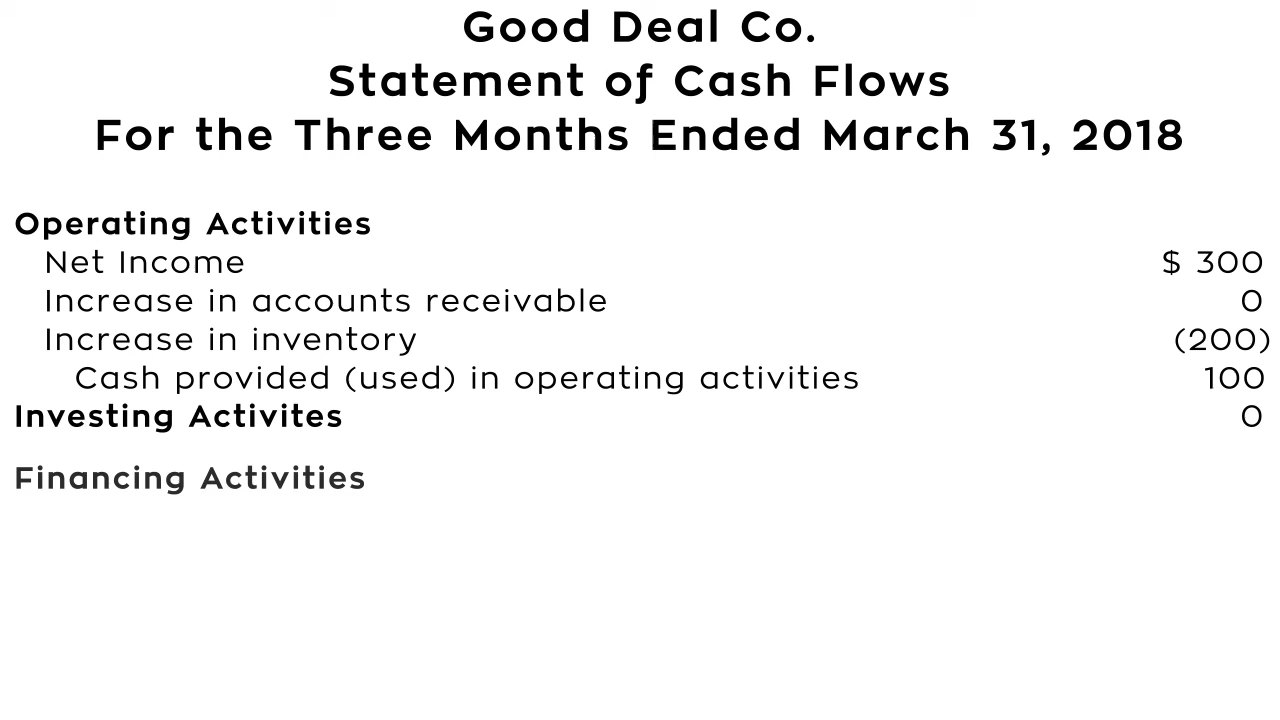 Good Deal Co.
Statement of Cash Flows
For the Three Months Ended March 31, 2018
Operating Activities
Net Income $ 300
Increase in accounts receivable 0
Increase in inventory (200)
Cash provided (used) in operating activities 100
Investing Activites 0
Financing Activities